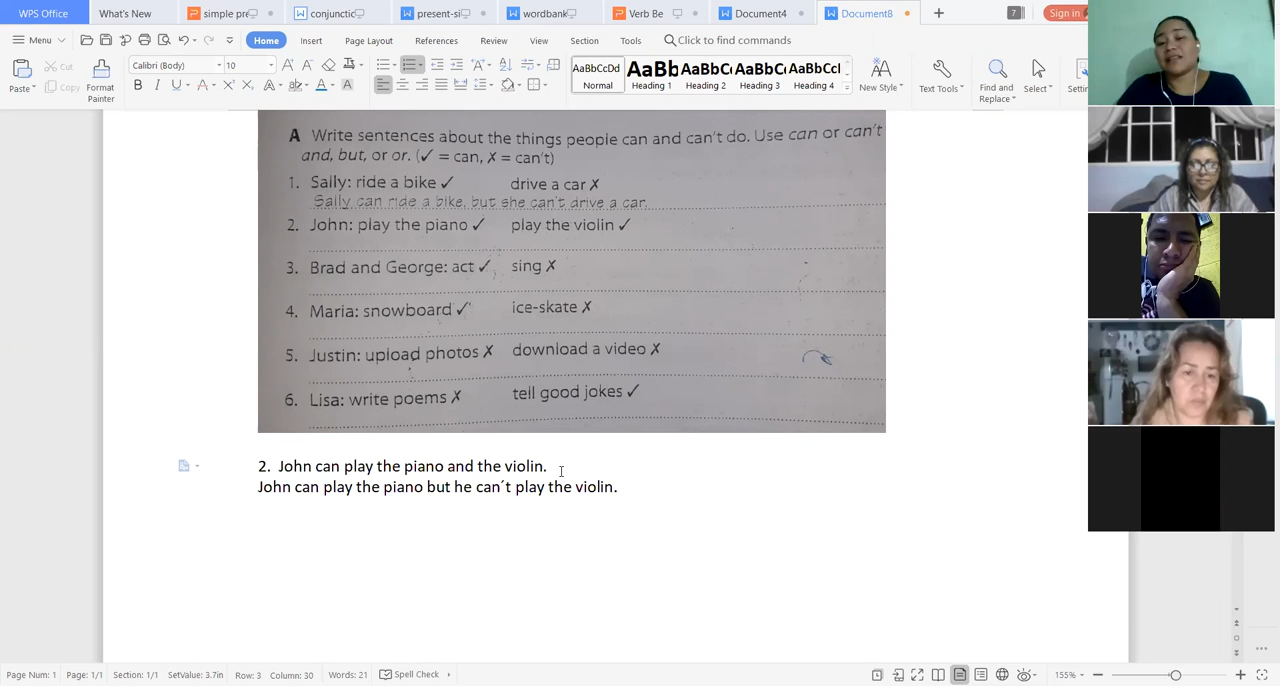 WPS Office What's New simple pre conjunctic present-si wordbank Verb Be Document4 Document8 7 Sign in
Menu Home Insert Page Layout References Review View Section Tools Click to find commands
Paste Cut Copy Format Painter Calibri (Body) 10 AaBbCcDd AaBb AaBbC AaBbC AaBbCcI New Style Text Tools Find and Replace Select
Normal Heading 1 Heading 2 Heading 3 Heading 4
A Write sentences about the things people can and can't do. Use can or can't
and, but, or or. (✓ = can, ✗ = can't)
1. Sally: ride a bike ✓ drive a car ✗
Sally can ride a bike, but she can't drive a car.
2. John: play the piano ✓ play the violin ✓
3. Brad and George: act ✓ sing ✗
4. Maria: snowboard ✓ ice-skate ✗
5. Justin: upload photos ✗ download a video ✗
6. Lisa: write poems ✗ tell good jokes ✓
2. John can play the piano and the violin.
John can play the piano but he can´t play the violin.
Page Num: 1 Page: 1/1 Section: 1/1 SetValue: 3.7in Row: 3 Column: 30 Words: 21 Spell Check 155%